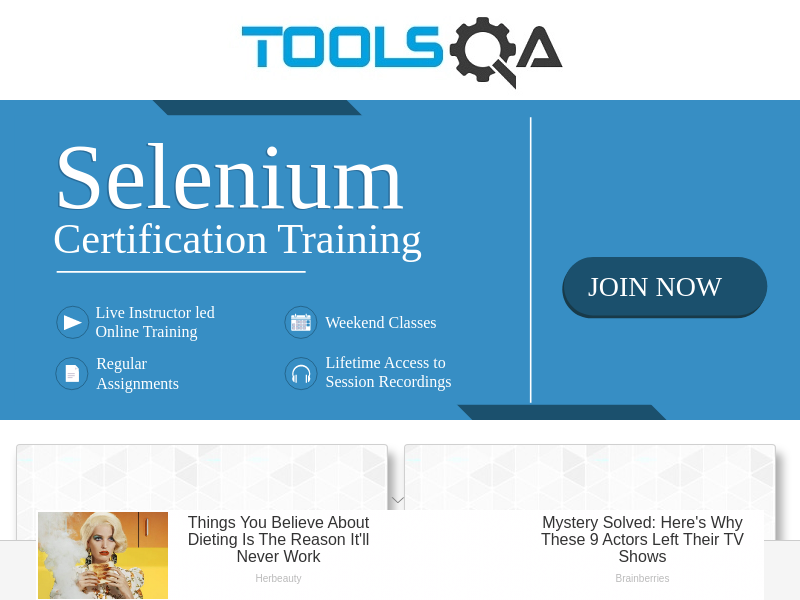 TOOLSQA
Selenium
Certification Training
JOIN NOW
Live Instructor led
Online Training
Weekend Classes
Regular
Assignments
Lifetime Access to
Session Recordings
Things You Believe About
Dieting Is The Reason It'll
Never Work
Herbeauty
Mystery Solved: Here's Why
These 9 Actors Left Their TV
Shows
Brainberries